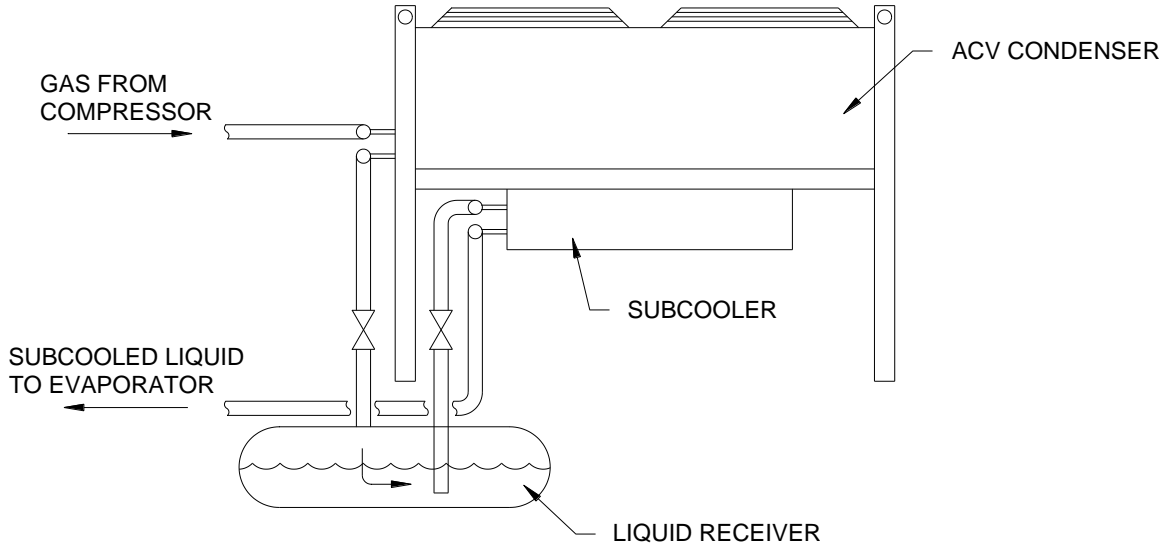 ACV CONDENSER
GAS FROM
COMPRESSOR
SUBCOOLER
SUBCOOLED LIQUID
TO EVAPORATOR
LIQUID RECEIVER